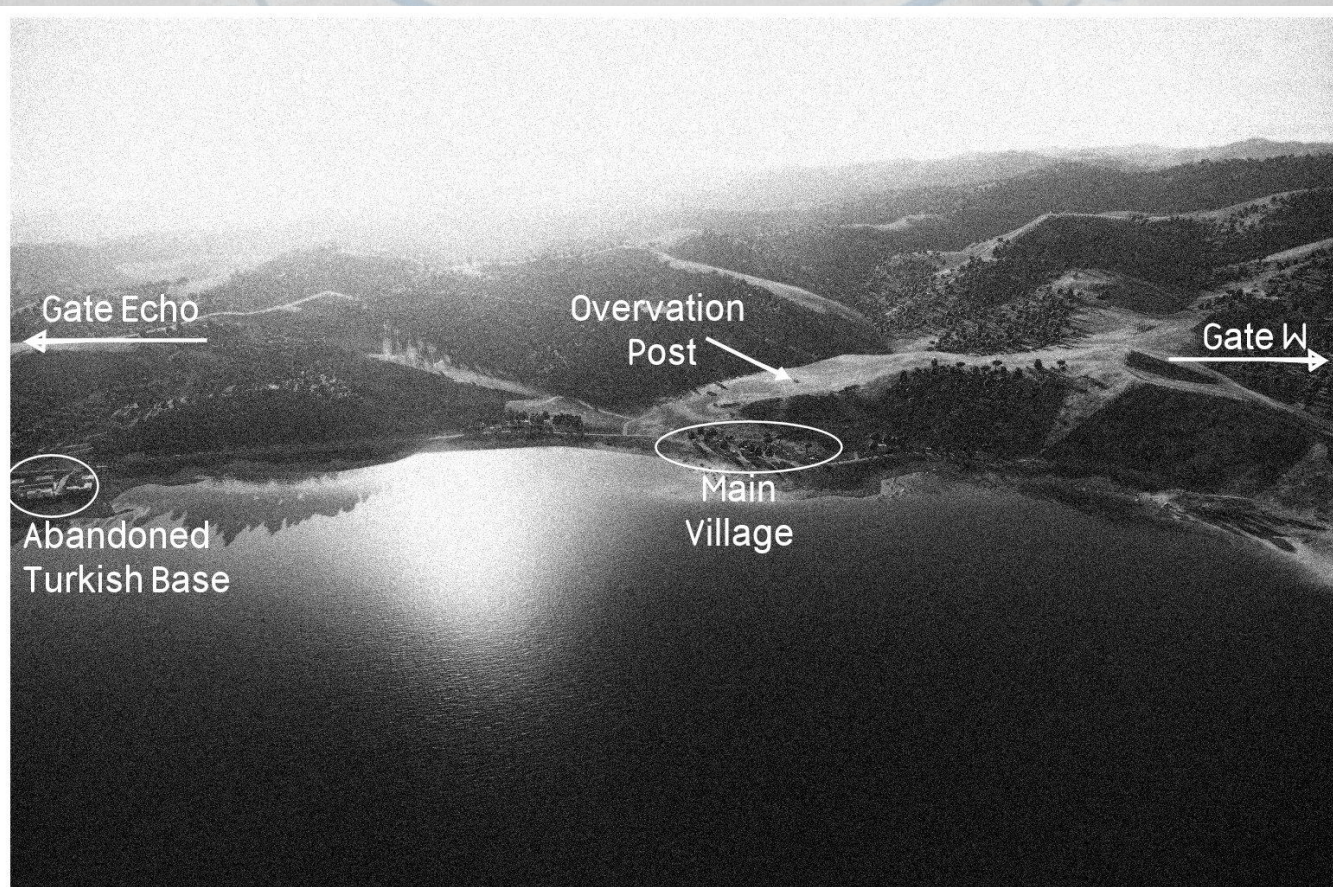 Gate Echo
Overvation
Post
Gate W
Main
Village
Abandoned
Turkish Base